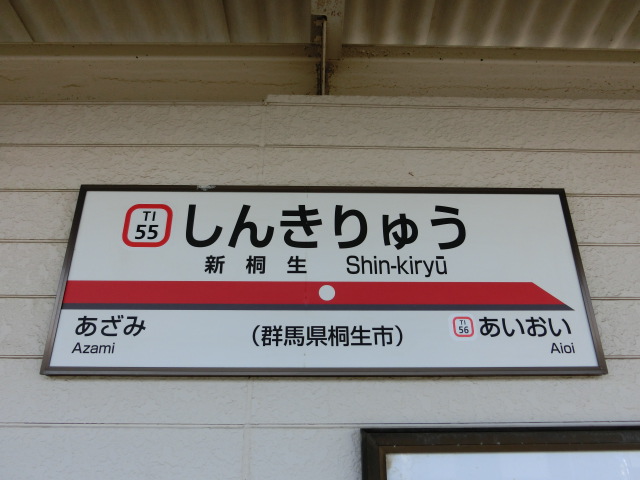 TI
55
しんきりゅう
新桐生 Shin-kiryū
あざみ
Azami
(群馬県桐生市)
TI
56
あいおい
Aioi